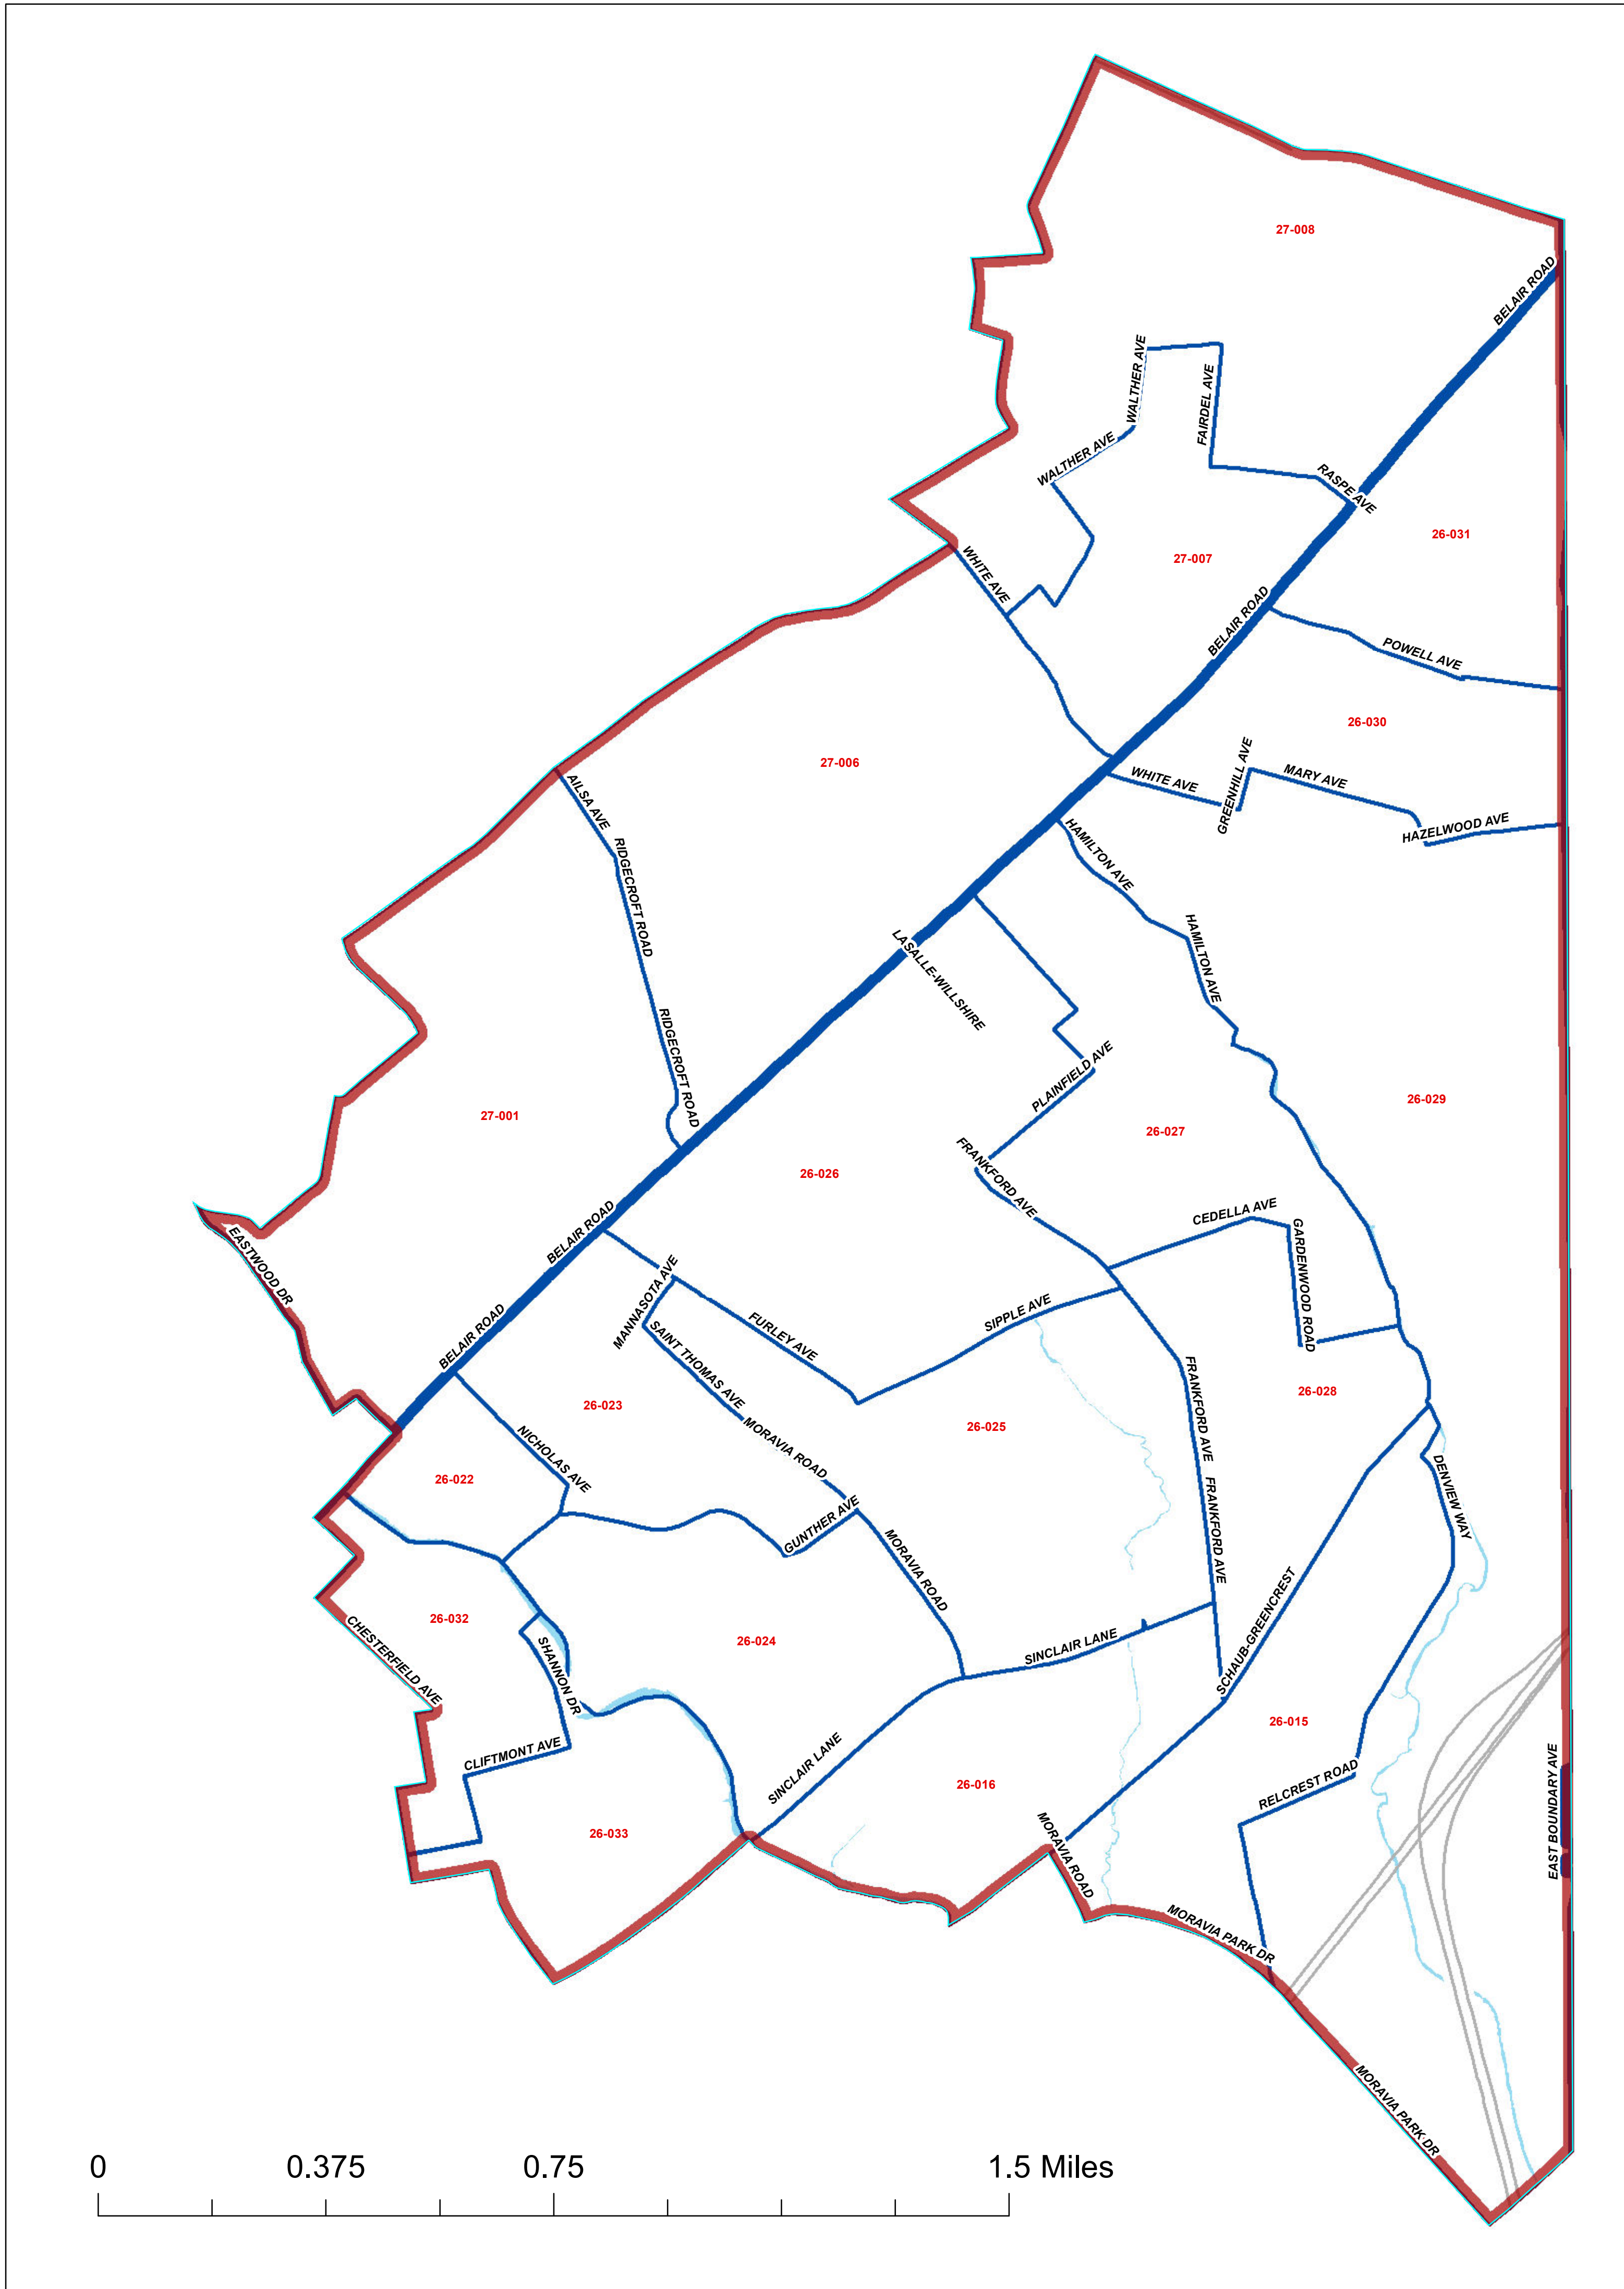 27-008
BELAIR ROAD
WALTHER AVE
FAIRDEL AVE
WALTHER AVE
RASPE AVE
26-031
27-007
WHITE AVE
BELAIR ROAD
POWELL AVE
26-030
27-006
WHITE AVE
GREENHILL AVE
MARY AVE
AILSA AVE
HAMILTON AVE
HAZELWOOD AVE
RIDGECROFT ROAD
LASALLE-WILLSHIRE
HAMILTON AVE
RIDGECROFT ROAD
PLAINFIELD AVE
26-029
27-001
26-027
26-026
FRANKFORD AVE
CEDELLA AVE
BELAIR ROAD
EASTWOOD DR
GARDENWOOD ROAD
MANNASOTA AVE
BELAIR ROAD
SIPPLE AVE
FURLEY AVE
SAINT THOMAS AVE
26-028
26-023
FRANKFORD AVE
26-025
MORAVIA ROAD
NICHOLAS AVE
26-022
DENVIEW WAY
FRANKFORD AVE
GUNTHER AVE
MORAVIA ROAD
26-032
SCHAUB-GREENCREST
CHESTERFIELD AVE
26-024
SINCLAIR LANE
SHANNON DR
26-015
CLIFTMONT AVE
SINCLAIR LANE
26-016
RELCREST ROAD
EAST BOUNDARY AVE
26-033
MORAVIA ROAD
MORAVIA PARK DR
MORAVIA PARK DR
0 0.375 0.75 1.5 Miles